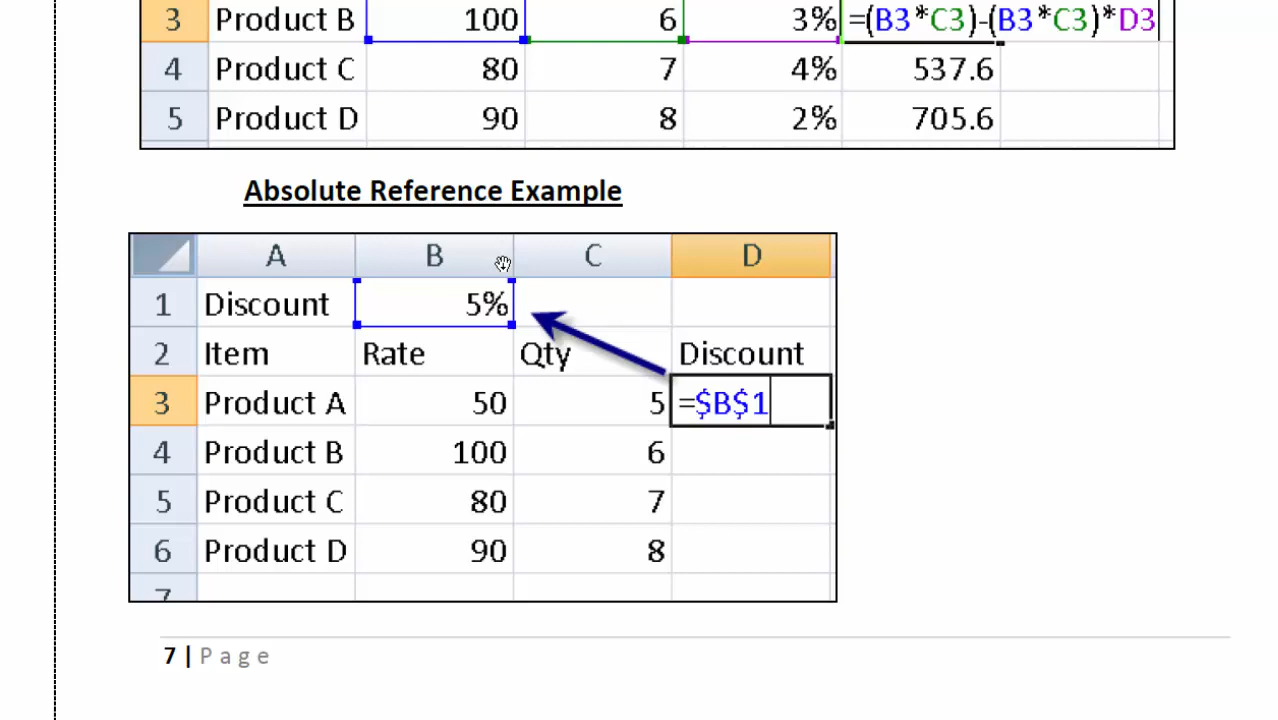 3 Product B 100 6 3% =(B3*C3)-(B3*C3)*D3
4 Product C 80 7 4% 537.6
5 Product D 90 8 2% 705.6
Absolute Reference Example
A B C D
1 Discount 5%
2 Item Rate Qty Discount
3 Product A 50 5 =$B$1
4 Product B 100 6
5 Product C 80 7
6 Product D 90 8
7
7 | Page